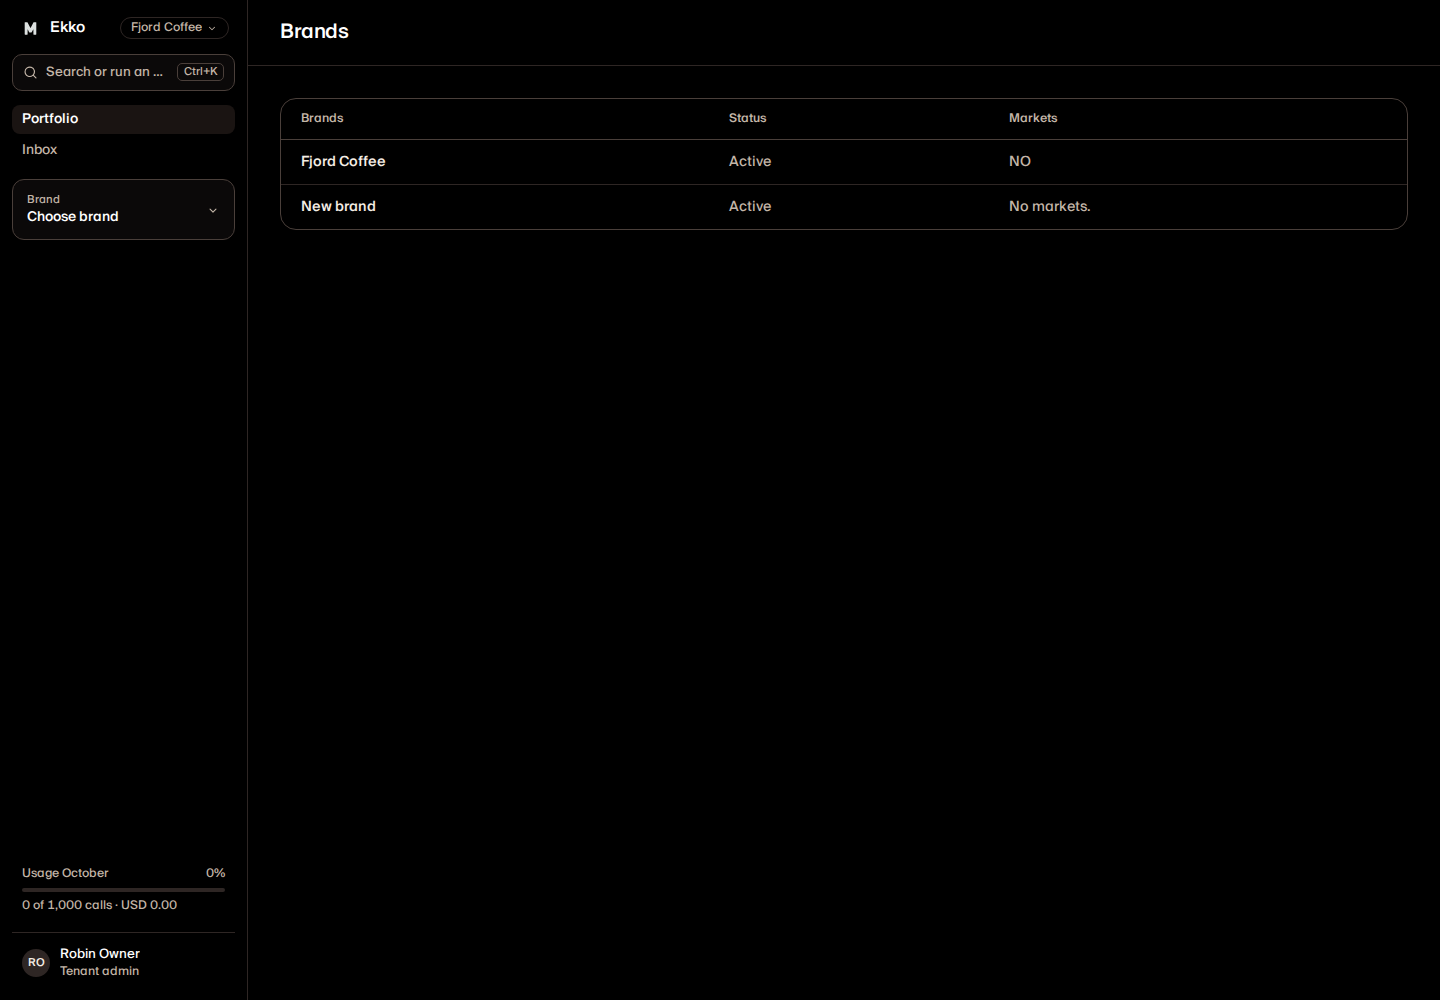 Ekko
Fjord Coffee
Search or run an ...
Ctrl+K
Portfolio
Inbox
Brand
Choose brand
Usage October 0%
0 of 1,000 calls · USD 0.00
RO
Robin Owner
Tenant admin
Brands
Brands Status Markets
Fjord Coffee Active NO
New brand Active No markets.